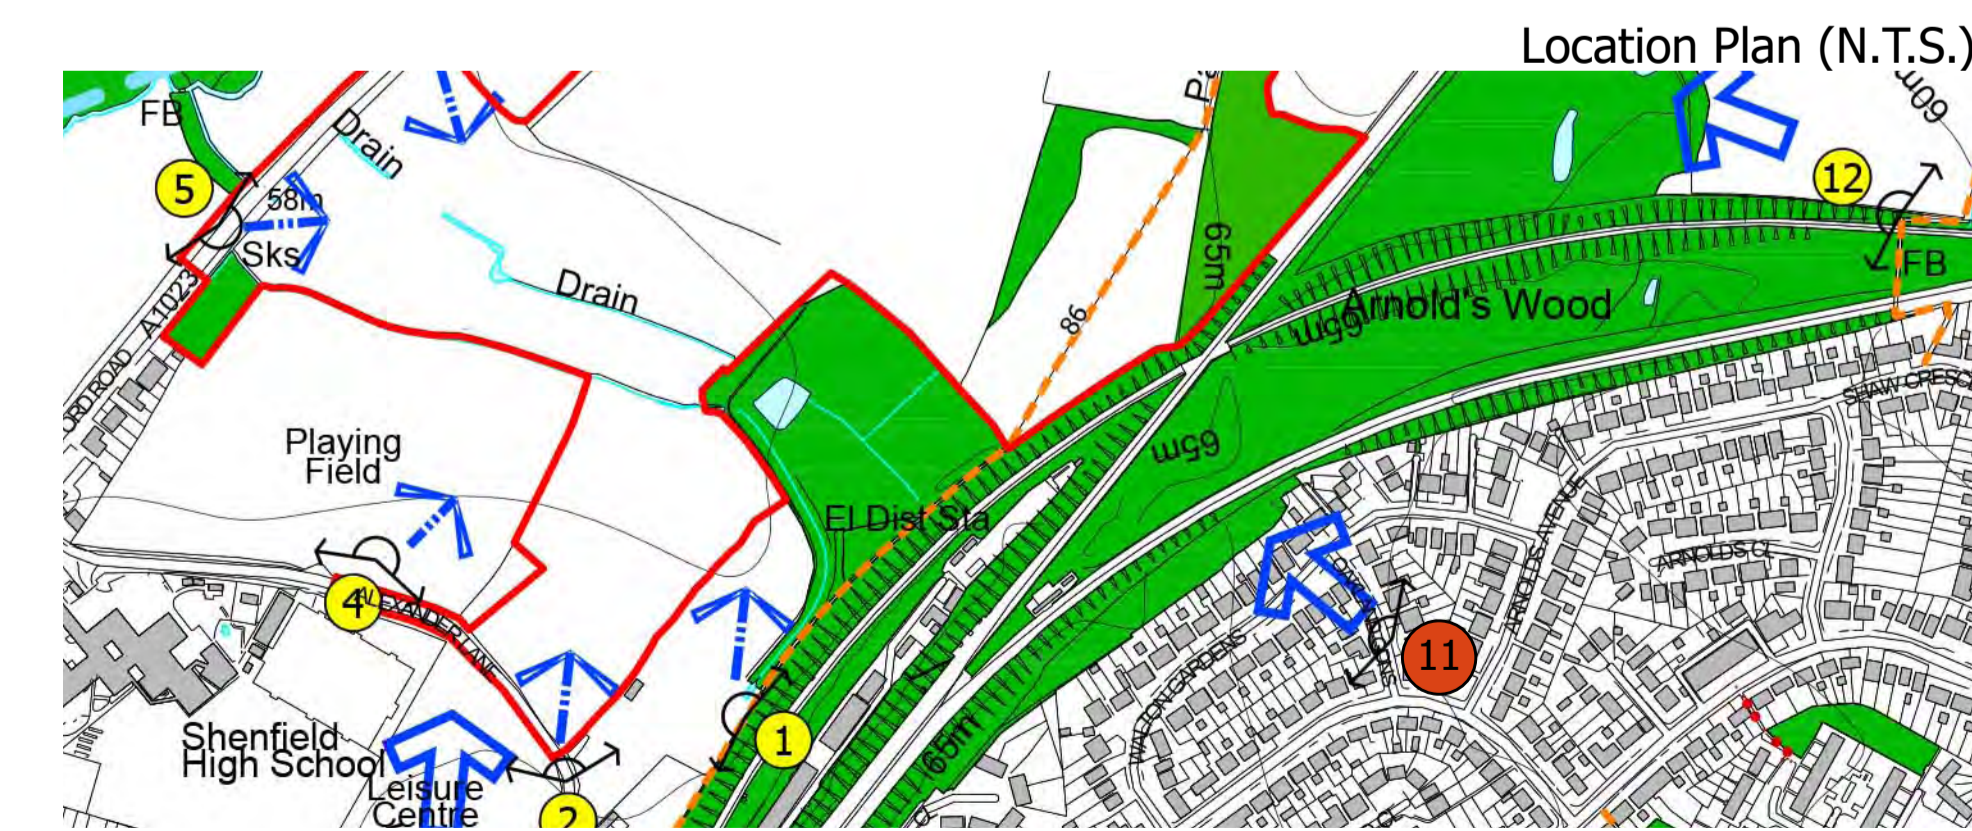 Location Plan (N.T.S.)
FB
Drain
60m
5
58m
12
Sks
65m
FB
A1023
Drain
86
Arnold's Wood
65m
SHAW CRESC
ORD ROAD
Playing
Field
65m
El Dist Sta
ARNOLDS AVENUE
ARNOLDS CL
4
ALEXANDER LANE
11
WALTON GARDENS
Shenfield
High School
1
65m
Leisure
Centre
2